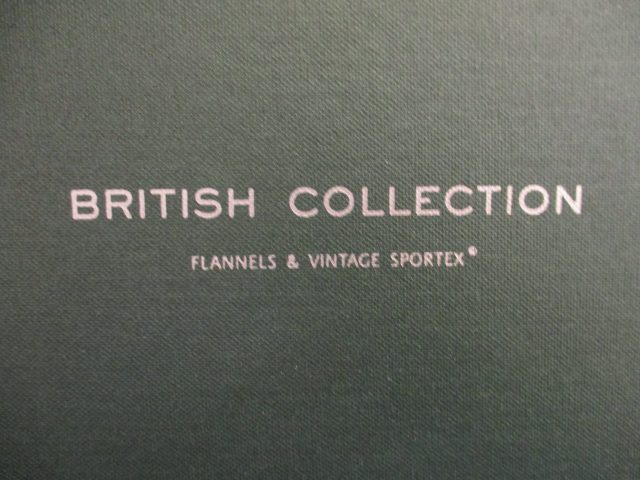 BRITISH COLLECTION
FLANNELS & VINTAGE SPORTEX®